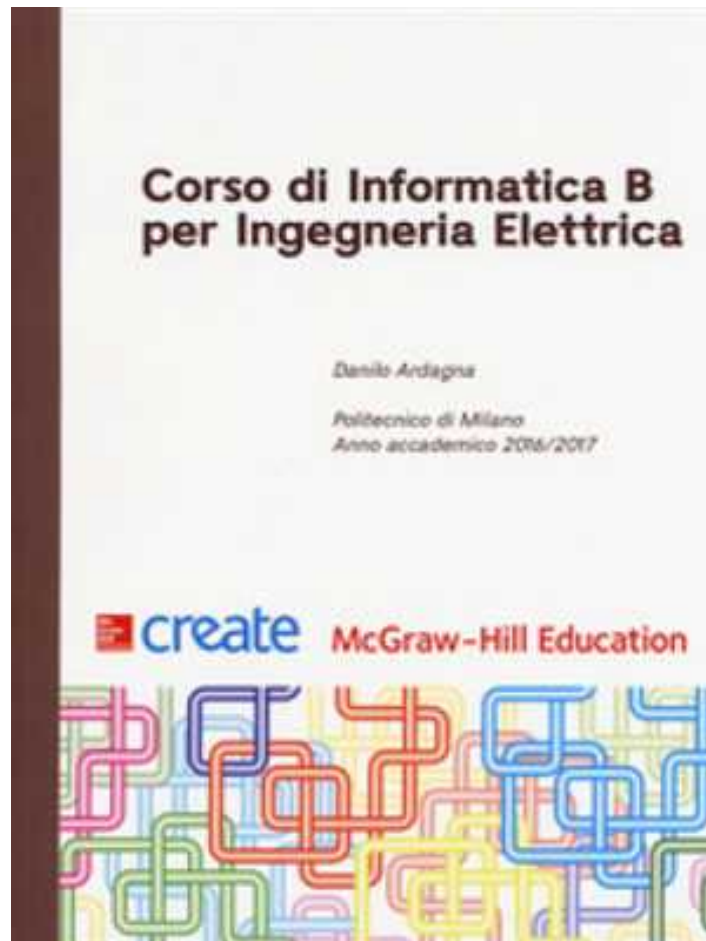 Corso di Informatica B
per Ingegneria Elettrica
Danilo Ardagna
Politecnico di Milano
Anno accademico 2016/2017
create McGraw-Hill Education